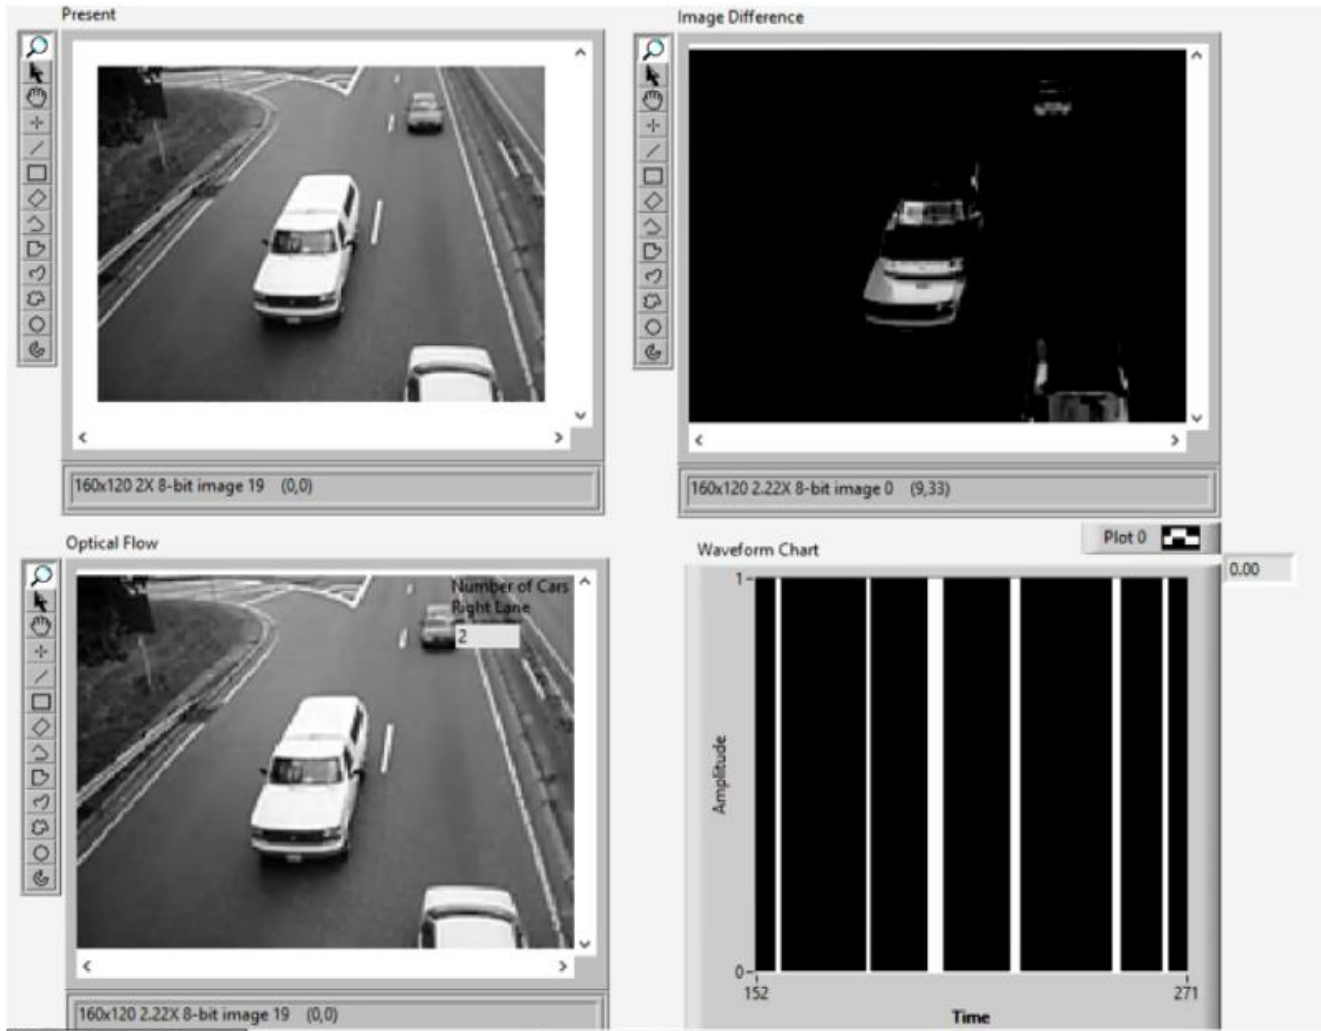 Present
160x120 2X 8-bit image 19 (0,0)
Image Difference
160x120 2.22X 8-bit image 0 (9,33)
Optical Flow
Number of Cars
Right Lane
2
160x120 2.22X 8-bit image 19 (0,0)
Waveform Chart
Plot 0
0.00
1
Amplitude
0
152
271
Time